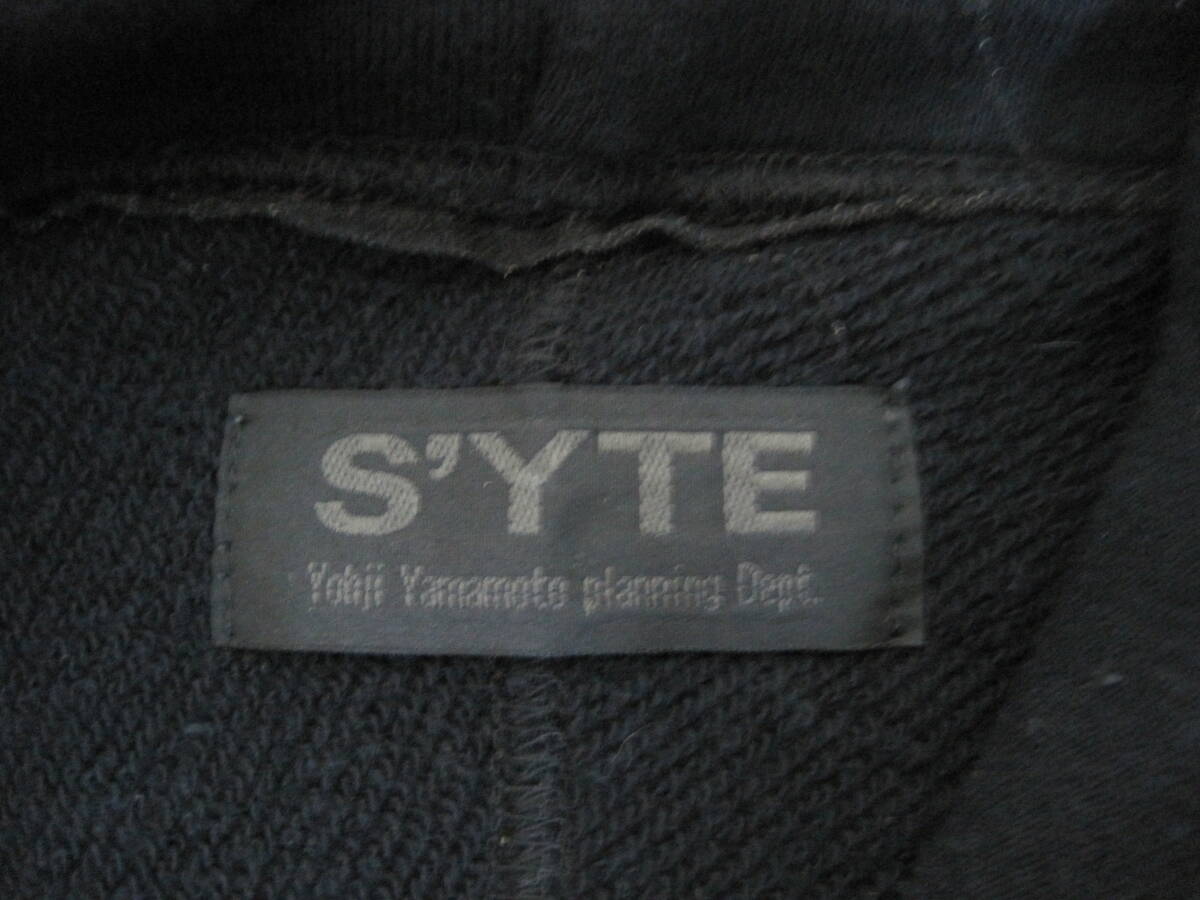 S'YTE
Yohji Yamamoto planning Dept.